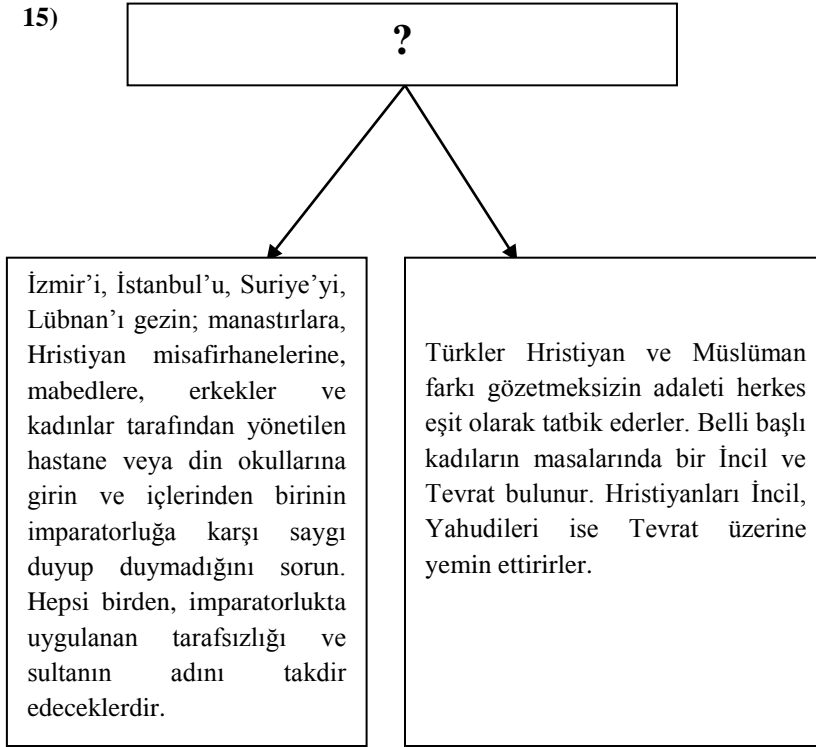 15)
?
İzmir’i, İstanbul’u, Suriye’yi,
Lübnan’ı gezin; manastırlara,
Hristiyan misafirhanelerine,
mabedlere, erkekler ve
kadınlar tarafından yönetilen
hastane veya din okullarına
girin ve içlerinden birinin
imparatorluğa karşı saygı
duyup duymadığını sorun.
Hepsi birden, imparatorlukta
uygulanan tarafsızlığı ve
sultanın adını takdir
edeceklerdir.
Türkler Hristiyan ve Müslüman
farkı gözetmeksizin adaleti herkes
eşit olarak tatbik ederler. Belli başlı
kadıların masalarında bir İncil ve
Tevrat bulunur. Hristiyanları İncil,
Yahudileri ise Tevrat üzerine
yemin ettirirler.